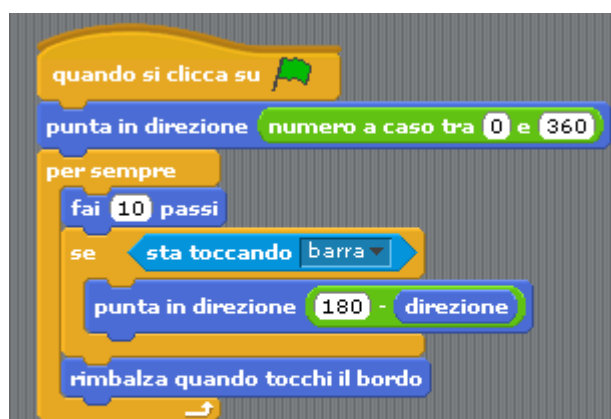 quando si clicca su
punta in direzione numero a caso tra 0 e 360
per sempre
fai 10 passi
se sta toccando barra
punta in direzione 180 - direzione
rimbalza quando tocchi il bordo